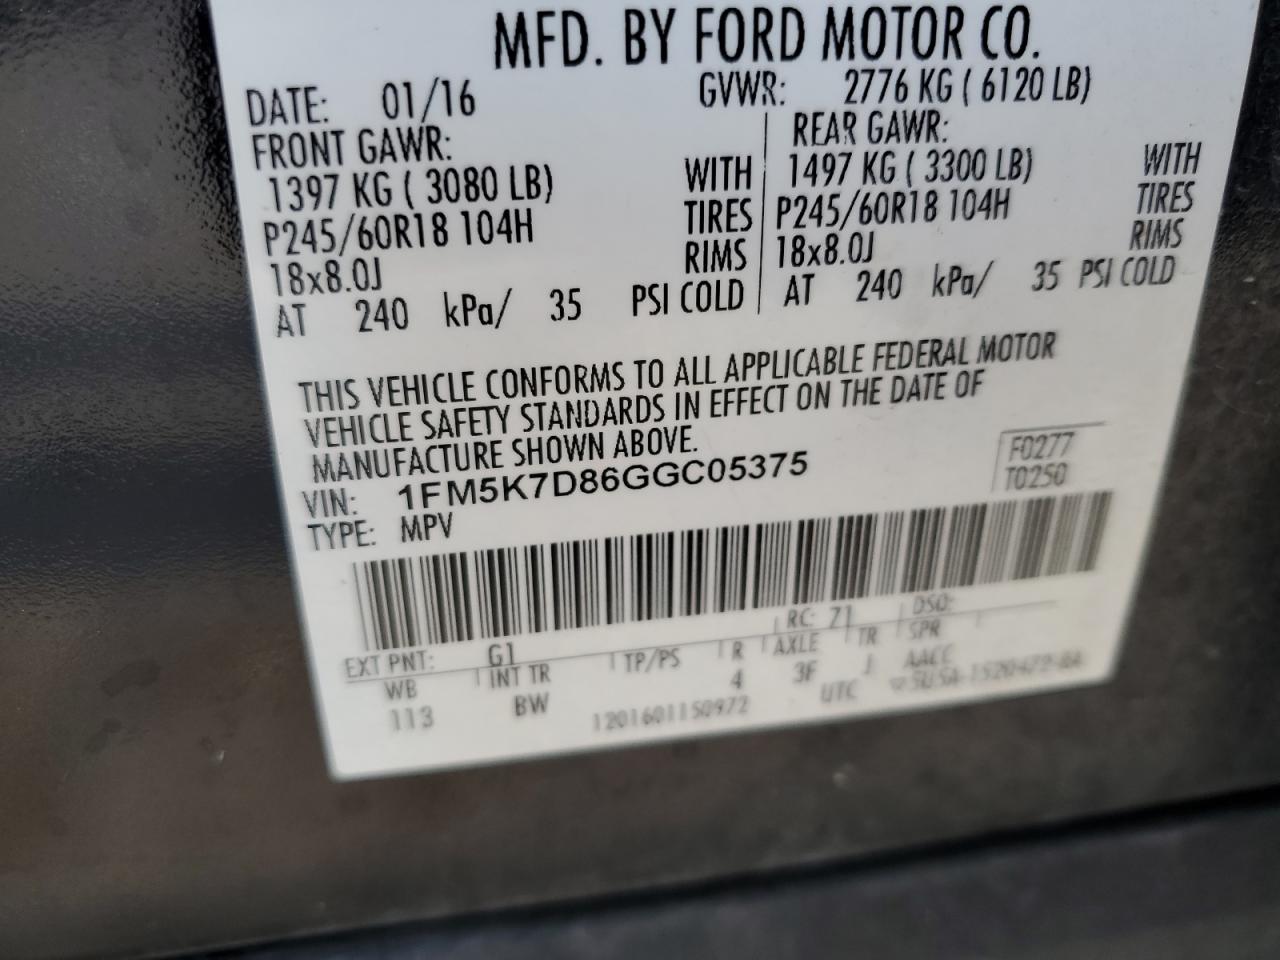 MFD. BY FORD MOTOR CO.
DATE: 01/16 GVWR: 2776 KG ( 6120 LB)
FRONT GAWR: REAR GAWR:
1397 KG ( 3080 LB) WITH 1497 KG ( 3300 LB) WITH
P245/60R18 104H TIRES P245/60R18 104H TIRES
18x8.0J RIMS 18x8.0J RIMS
AT 240 kPa/ 35 PSI COLD AT 240 kPa/ 35 PSI COLD
THIS VEHICLE CONFORMS TO ALL APPLICABLE FEDERAL MOTOR
VEHICLE SAFETY STANDARDS IN EFFECT ON THE DATE OF
MANUFACTURE SHOWN ABOVE.
VIN: 1FM5K7D86GGC05375 F0277
TYPE: MPV T0250
RC: 71 DSO:
EXT PNT: G1
WB INT TR TP/PS R AXLE TR SPR
113 BW 4 3F J AACC
1201601150972 UTC